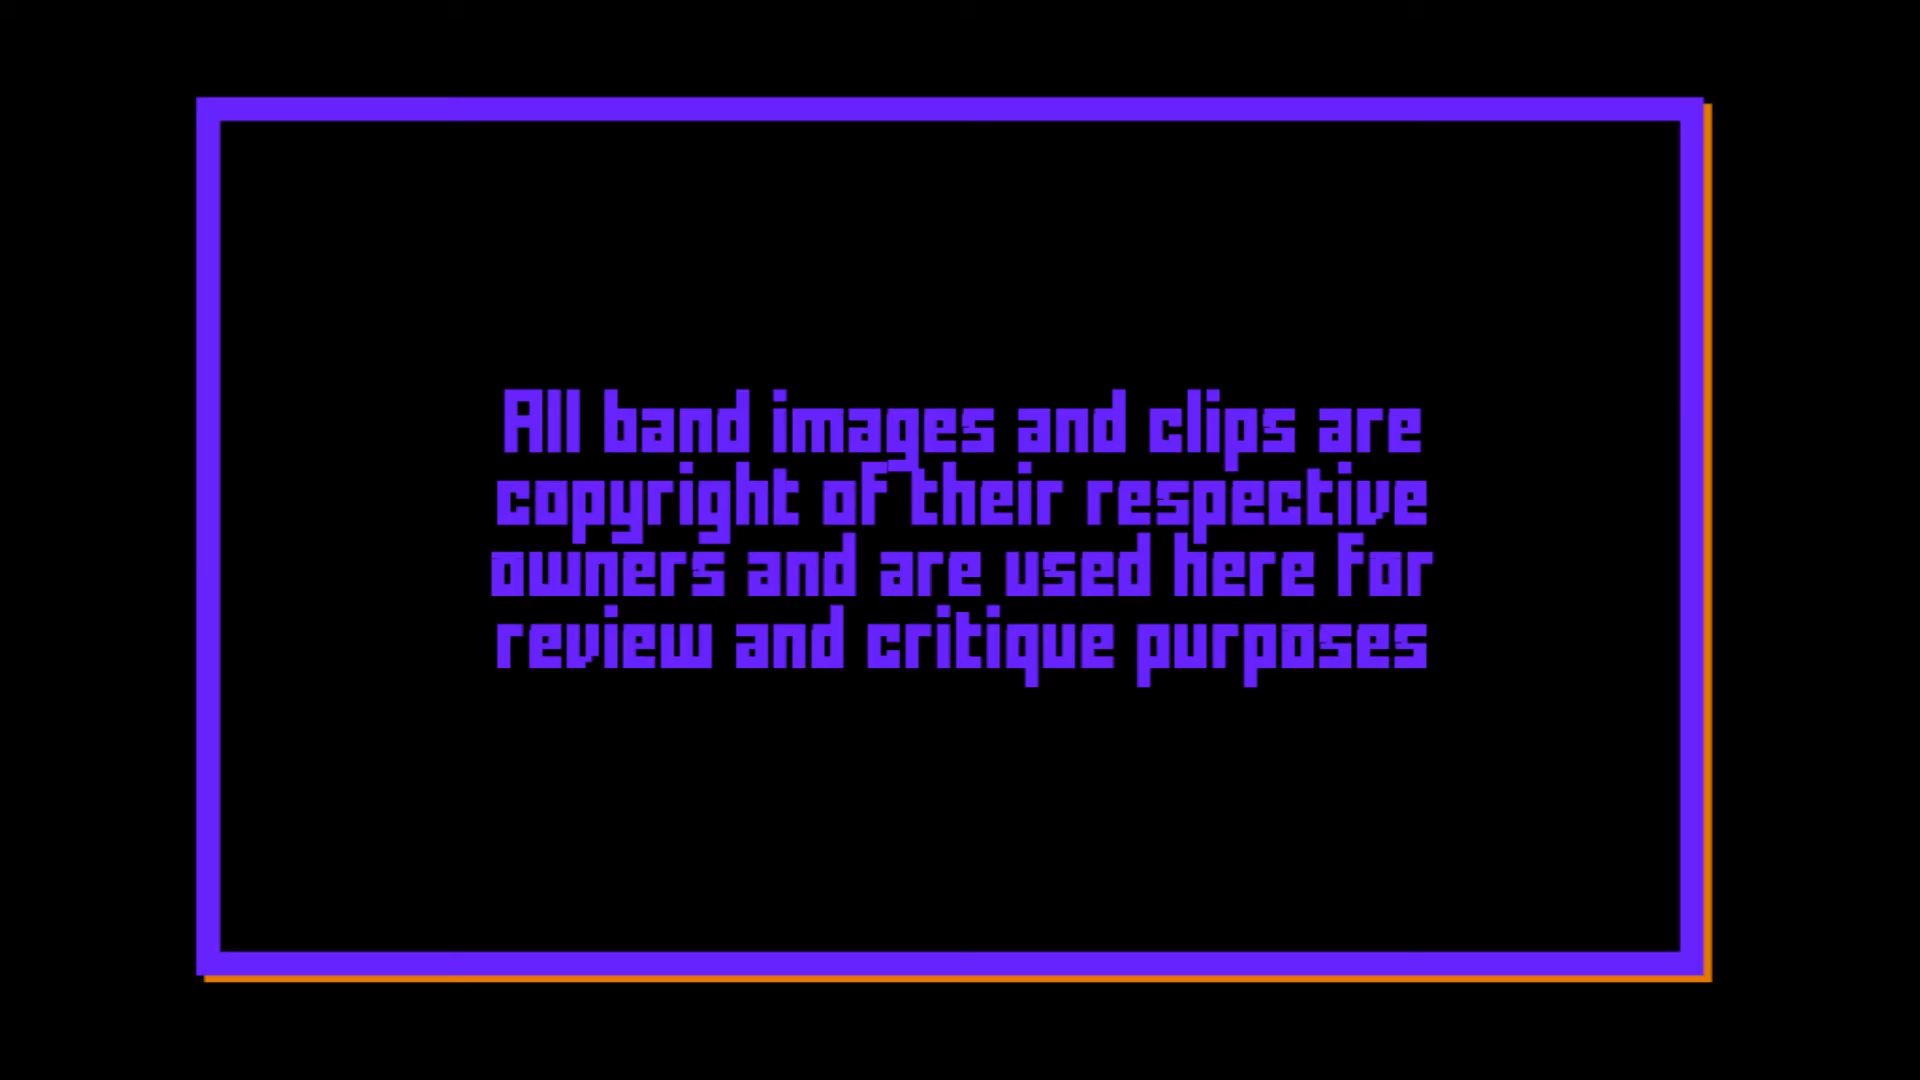 All band images and clips are
copyright of their respective
owners and are used here for
review and critique purposes